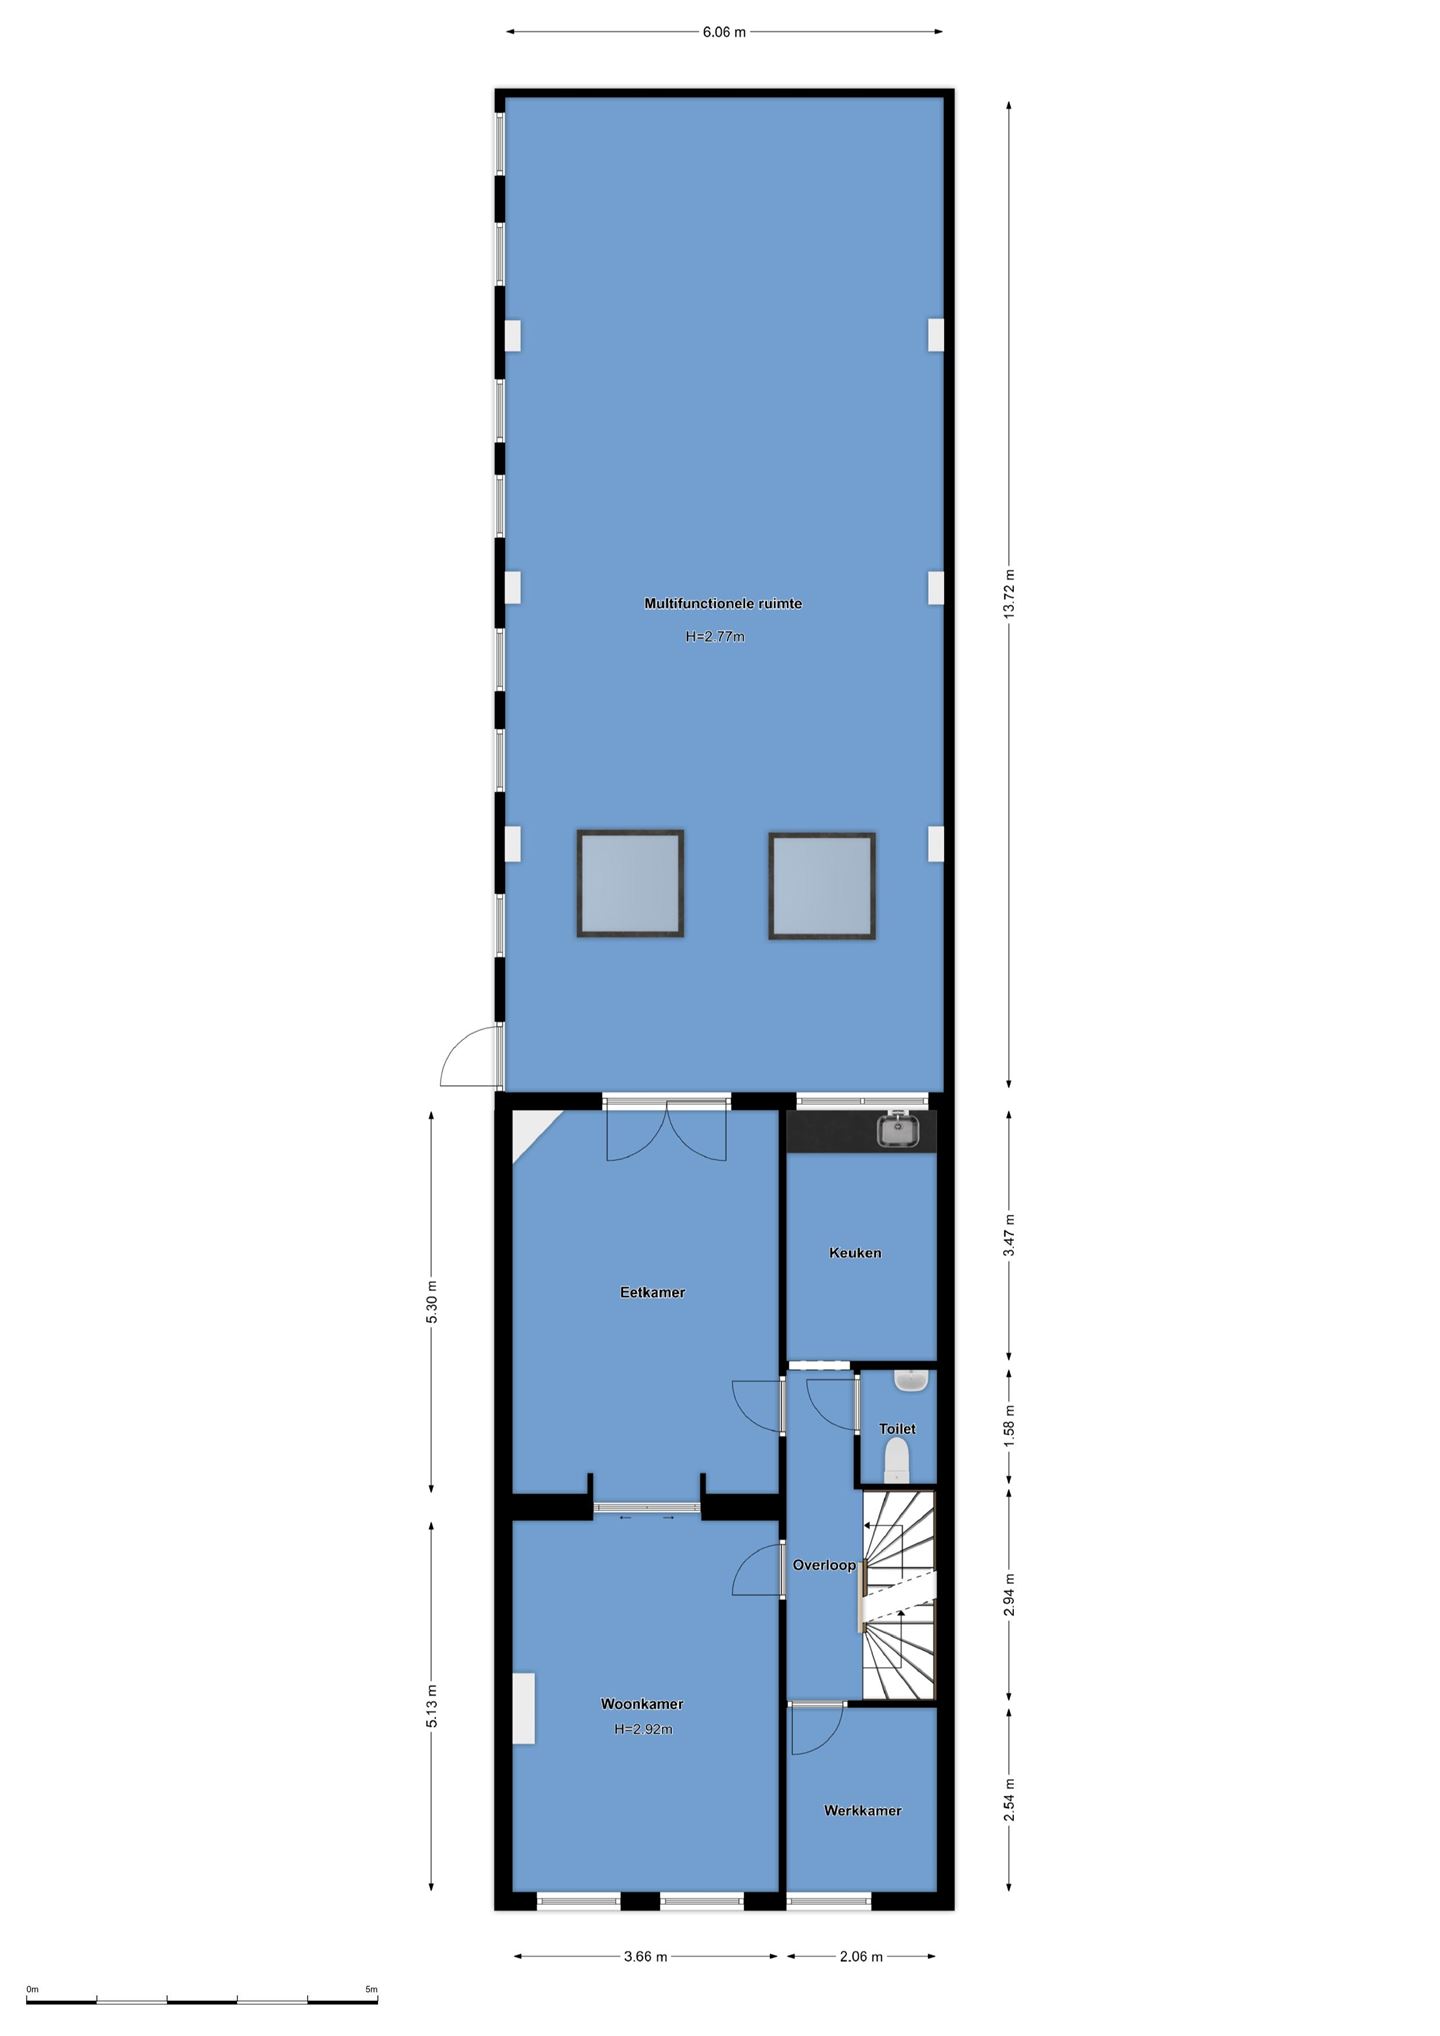 6.06 m
13.72 m
Multifunctionele ruimte
H=2.77m
5.30 m
3.47 m
Keuken
Eetkamer
1.58 m
Toilet
Overloop
2.94 m
5.13 m
Woonkamer
H=2.92m
2.54 m
Werkkamer
3.66 m
2.06 m
0m
5m